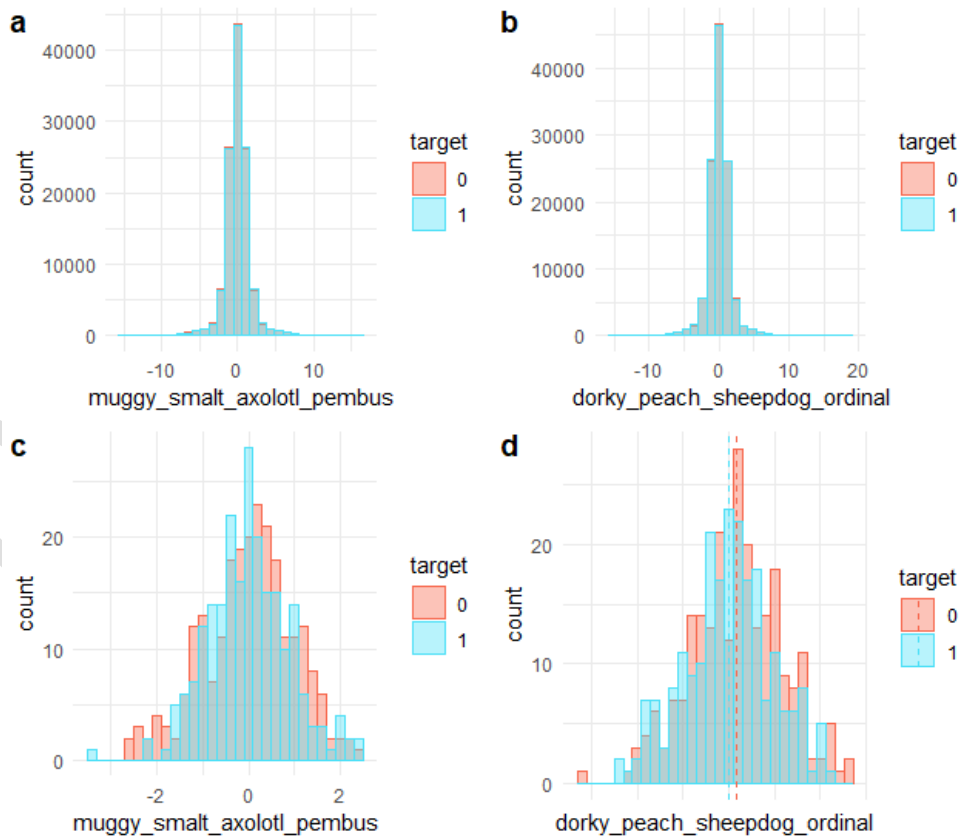 a
40000
30000
20000
10000
0
count
-10
0
10
muggy_smalt_axolotl_pembus
target
0
1
b
40000
30000
20000
10000
0
count
-10
0
10
20
dorky_peach_sheepdog_ordinal
target
0
1
c
20
10
0
count
-2
0
2
muggy_smalt_axolotl_pembus
target
0
1
d
20
10
0
count
dorky_peach_sheepdog_ordinal
target
0
1